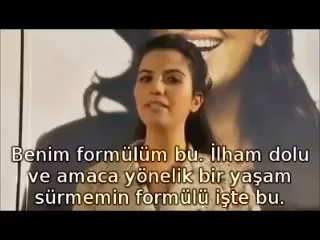 Benim formülüm bu. İlham dolu
ve amaca yönelik bir yaşam
sürmemin formülü işte bu.